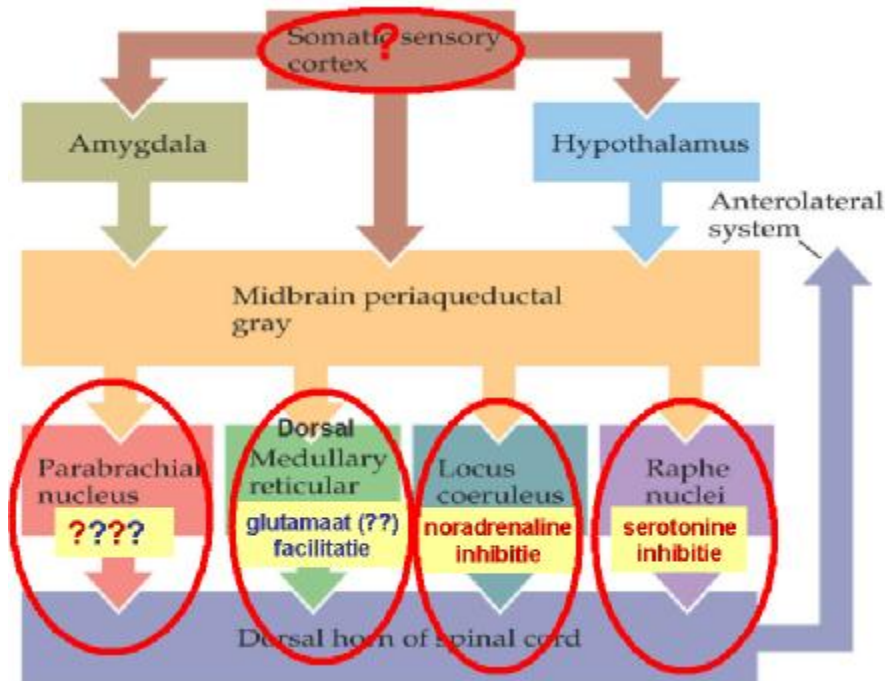 Somatic sensory
?
cortex
Amygdala
Hypothalamus
Anterolateral
system
Midbrain periaqueductal
gray
Parabrachial
nucleus
????
Dorsal
Medullary
reticular
glutamaat (??)
facilitatie
Locus
coeruleus
noradrenaline
inhibitie
Raphe
nuclei
serotonine
inhibitie
Dorsal horn of spinal cord